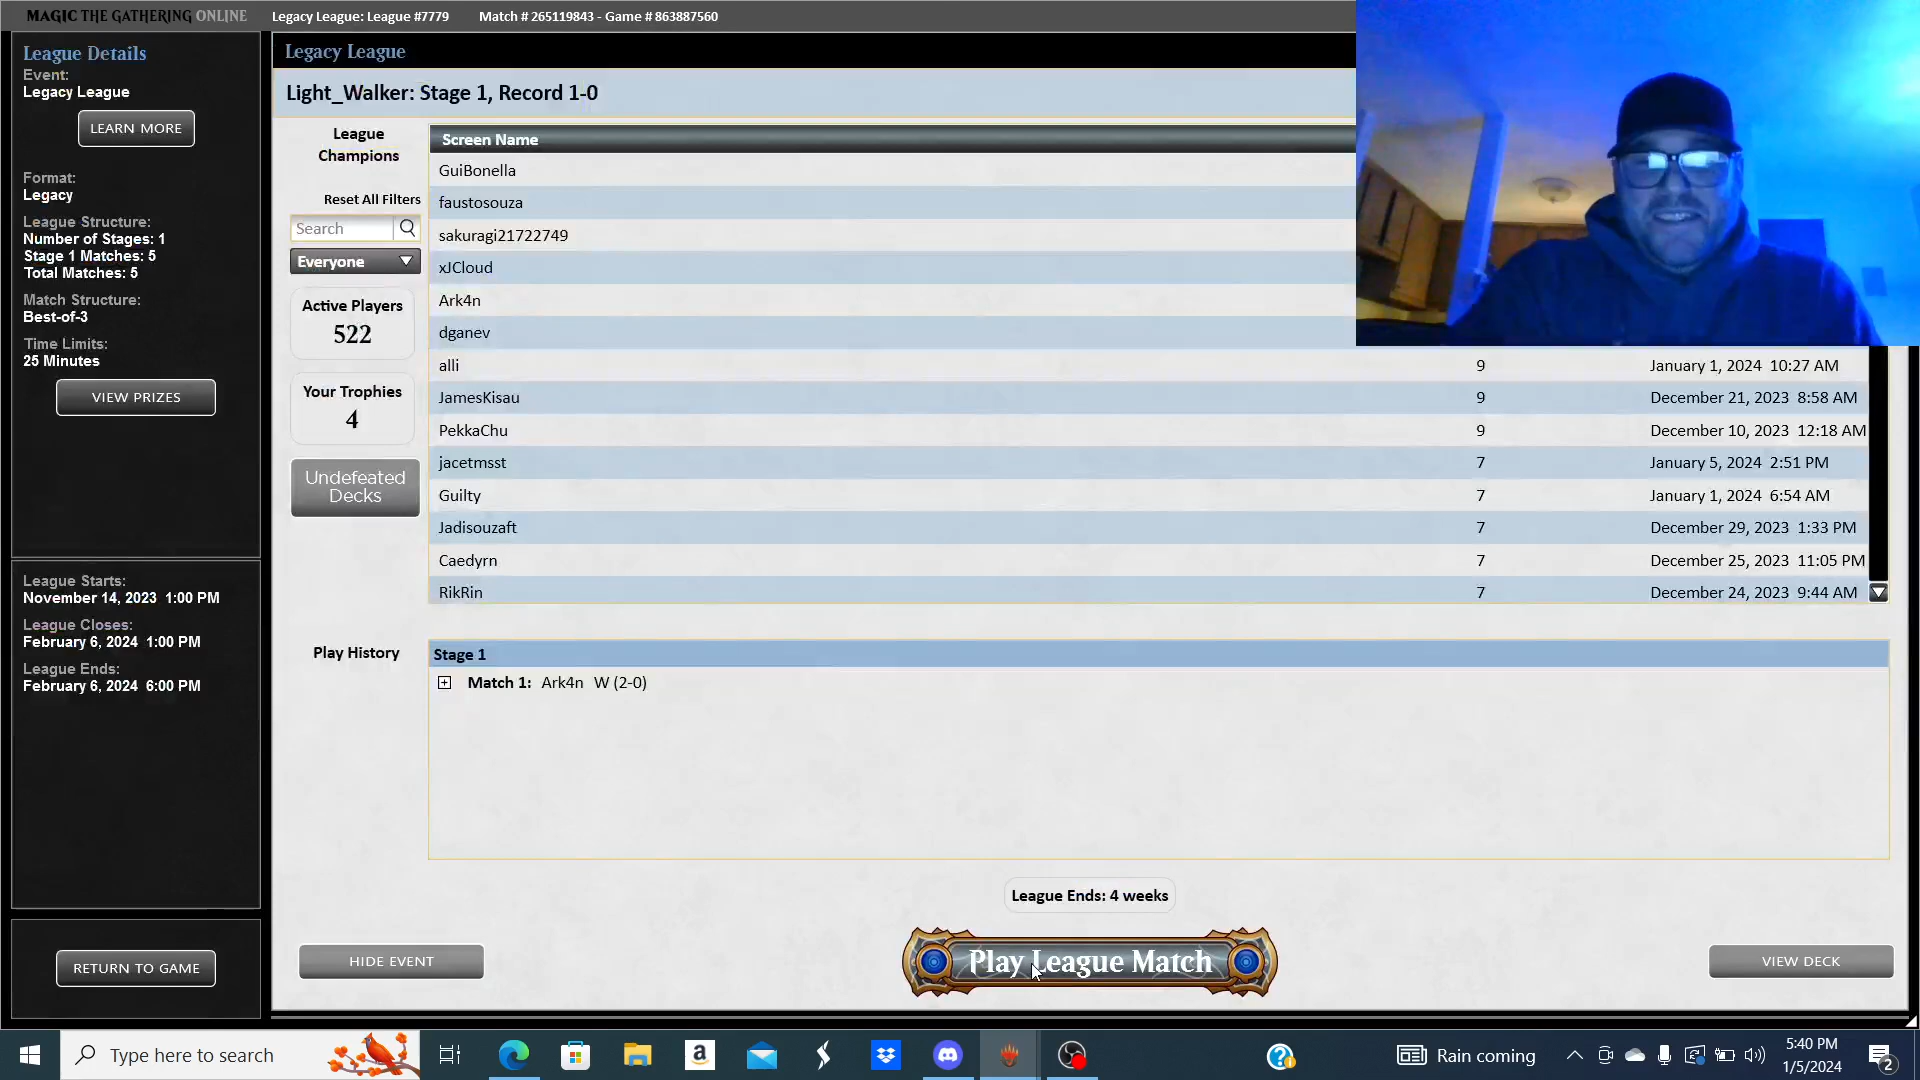 MAGIC THE GATHERING ONLINE
Legacy League: League #7779
Match # 265119843 - Game # 863887560
League Details
Event:
Legacy League
LEARN MORE
Format:
Legacy
League Structure:
Number of Stages: 1
Stage 1 Matches: 5
Total Matches: 5
Match Structure:
Best-of-3
Time Limits:
25 Minutes
VIEW PRIZES
League Starts:
November 14, 2023 1:00 PM
League Closes:
February 6, 2024 1:00 PM
League Ends:
February 6, 2024 6:00 PM
RETURN TO GAME
Legacy League
Light_Walker: Stage 1, Record 1-0
League
Champions
Reset All Filters
Search
Everyone
Active Players
522
Your Trophies
4
Undefeated
Decks
Screen Name
GuiBonella
faustosouza
sakuragi21722749
xJCloud
Ark4n
dganev
alli 9 January 1, 2024 10:27 AM
JamesKisau 9 December 21, 2023 8:58 AM
PekkaChu 9 December 10, 2023 12:18 AM
jacetmsst 7 January 5, 2024 2:51 PM
Guilty 7 January 1, 2024 6:54 AM
Jadisouzaft 7 December 29, 2023 1:33 PM
Caedyrn 7 December 25, 2023 11:05 PM
RikRin 7 December 24, 2023 9:44 AM
Play History
Stage 1
Match 1: Ark4n W (2-0)
League Ends: 4 weeks
HIDE EVENT
Play League Match
VIEW DECK
Type here to search
Rain coming
5:40 PM
1/5/2024
2